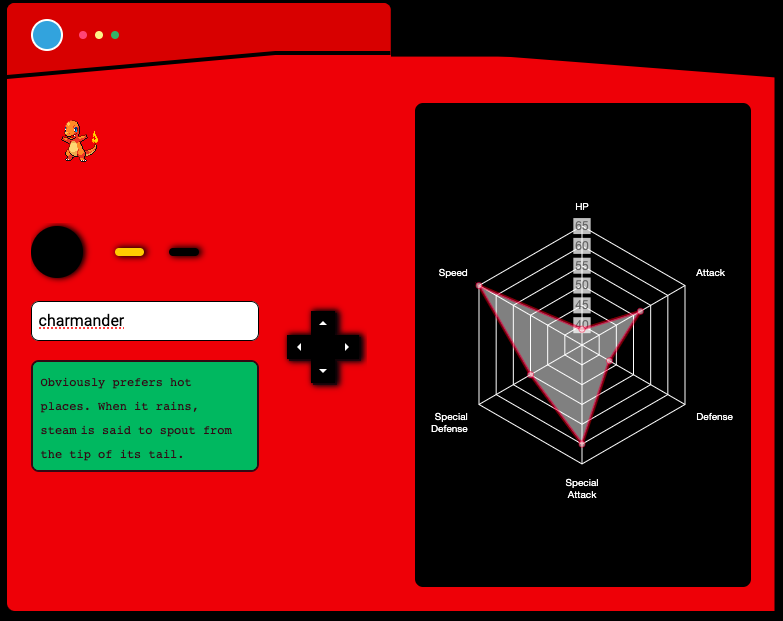 charmander
Obviously prefers hot
places. When it rains,
steam is said to spout from
the tip of its tail.
HP
65
60
55
50
45
40
Speed
Attack
Special
Defense
Defense
Special
Attack